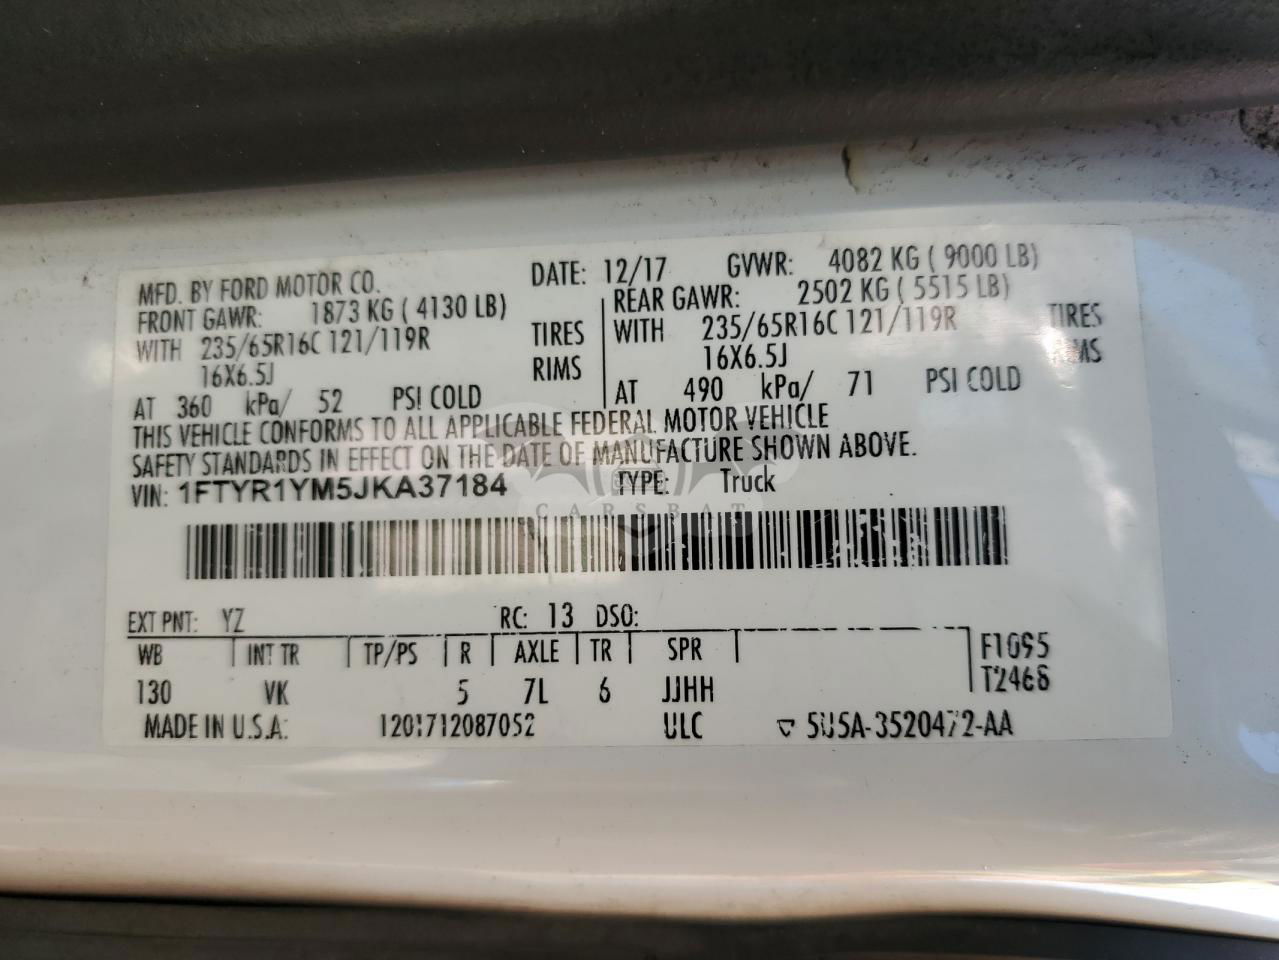 MFD. BY FORD MOTOR CO. DATE: 12/17 GVWR: 4082 KG ( 9000 LB)
FRONT GAWR: 1873 KG ( 4130 LB) REAR GAWR: 2502 KG ( 5515 LB)
WITH 235/65R16C 121/119R TIRES WITH 235/65R16C 121/119R TIRES
16X6.5J RIMS 16X6.5J
AT 360 kPa/ 52 PSI COLD AT 490 kPa/ 71 PSI COLD
THIS VEHICLE CONFORMS TO ALL APPLICABLE FEDERAL MOTOR VEHICLE
SAFETY STANDARDS IN EFFECT ON THE DATE OF MANUFACTURE SHOWN ABOVE.
VIN: 1FTYR1YM5JKA37184 TYPE: Truck
CARSBAT
EXT PNT: YZ RC: 13 DSO:
WB INT TR TP/PS R AXLE TR SPR F1095
130 VK 5 7L 6 JJHH
MADE IN U.S.A. 1201712087052 ULC 5U5A-3520472-AA